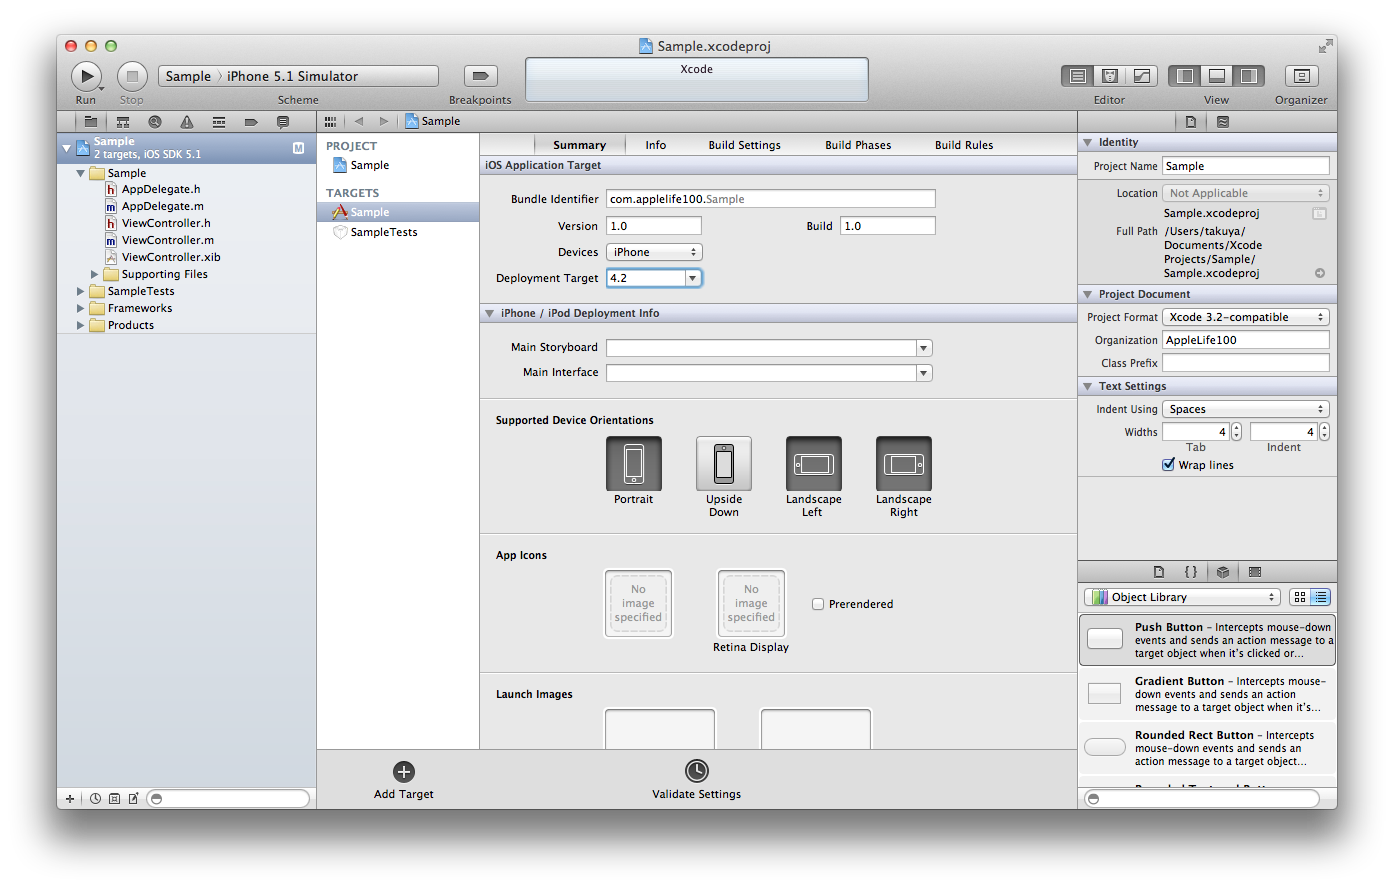 Sample.xcodeproj
Run
Stop
Sample
iPhone 5.1 Simulator
Scheme
Breakpoints
Xcode
Editor
View
Organizer
Sample
2 targets, iOS SDK 5.1
M
Sample
h AppDelegate.h
m AppDelegate.m
h ViewController.h
m ViewController.m
ViewController.xib
Supporting Files
SampleTests
Frameworks
Products
Sample
PROJECT
Sample
TARGETS
Sample
SampleTests
Summary
Info
Build Settings
Build Phases
Build Rules
iOS Application Target
Bundle Identifier com.applelife100.Sample
Version 1.0
Build 1.0
Devices iPhone
Deployment Target 4.2
iPhone / iPod Deployment Info
Main Storyboard
Main Interface
Supported Device Orientations
Portrait
Upside
Down
Landscape
Left
Landscape
Right
App Icons
No
image
specified
No
image
specified
Retina Display
Prerendered
Launch Images
Add Target
Validate Settings
Identity
Project Name Sample
Location Not Applicable
Sample.xcodeproj
Full Path /Users/takuya/
Documents/Xcode
Projects/Sample/
Sample.xcodeproj
Project Document
Project Format Xcode 3.2-compatible
Organization AppleLife100
Class Prefix
Text Settings
Indent Using Spaces
Widths 4 4
Tab Indent
Wrap lines
{ }
Object Library
Push Button - Intercepts mouse-down
events and sends an action message to a
target object when it's clicked or...
Gradient Button - Intercepts mouse-
down events and sends an action
message to a target object when it's...
Rounded Rect Button - Intercepts
mouse-down events and sends an
action message to a target object...